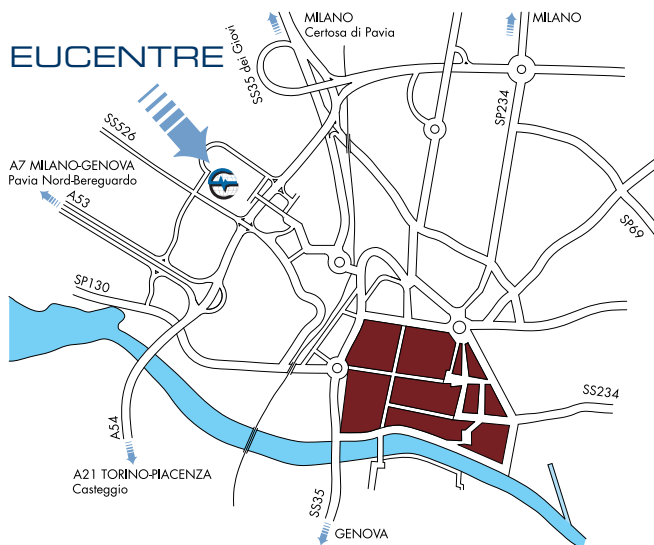 MILANO
Certosa di Pavia
MILANO
EUCENTRE
SS35 dei Giovi
SP234
SS526
A7 MILANO-GENOVA
Pavia Nord-Bereguardo
A53
SP69
SP130
SS234
A54
A21 TORINO-PIACENZA
Casteggio
SS35
GENOVA